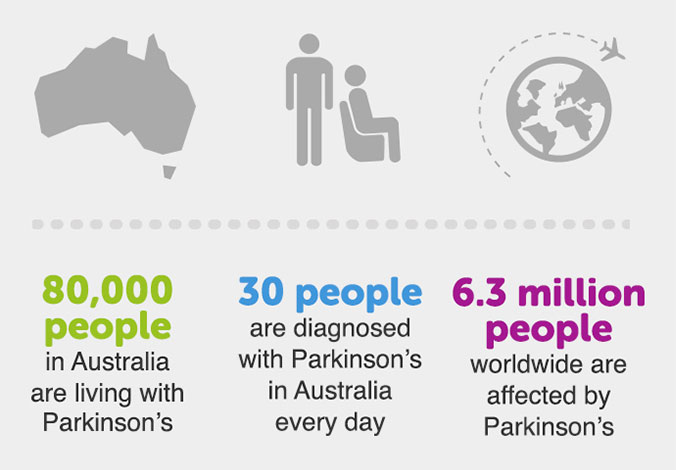 80,000
people
in Australia
are living with
Parkinson’s
30 people
are diagnosed
with Parkinson’s
in Australia
every day
6.3 million
people
worldwide are
affected by
Parkinson’s